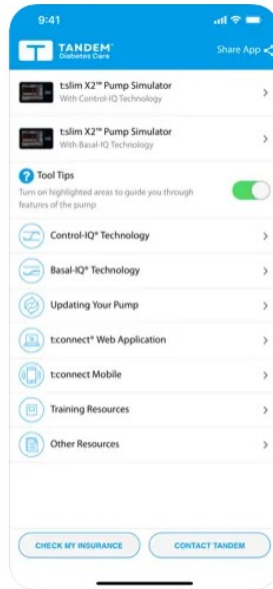 9:41
TANDEM™
Diabetes Care
Share App
t:slim X2™ Pump Simulator
With Control-IQ Technology
t:slim X2™ Pump Simulator
With Basal-IQ Technology
? Tool Tips
Turn on highlighted areas to guide you through
features of the pump
Control-IQ® Technology
Basal-IQ® Technology
Updating Your Pump
t:connect® Web Application
t:connect Mobile
Training Resources
Other Resources
CHECK MY INSURANCE
CONTACT TANDEM